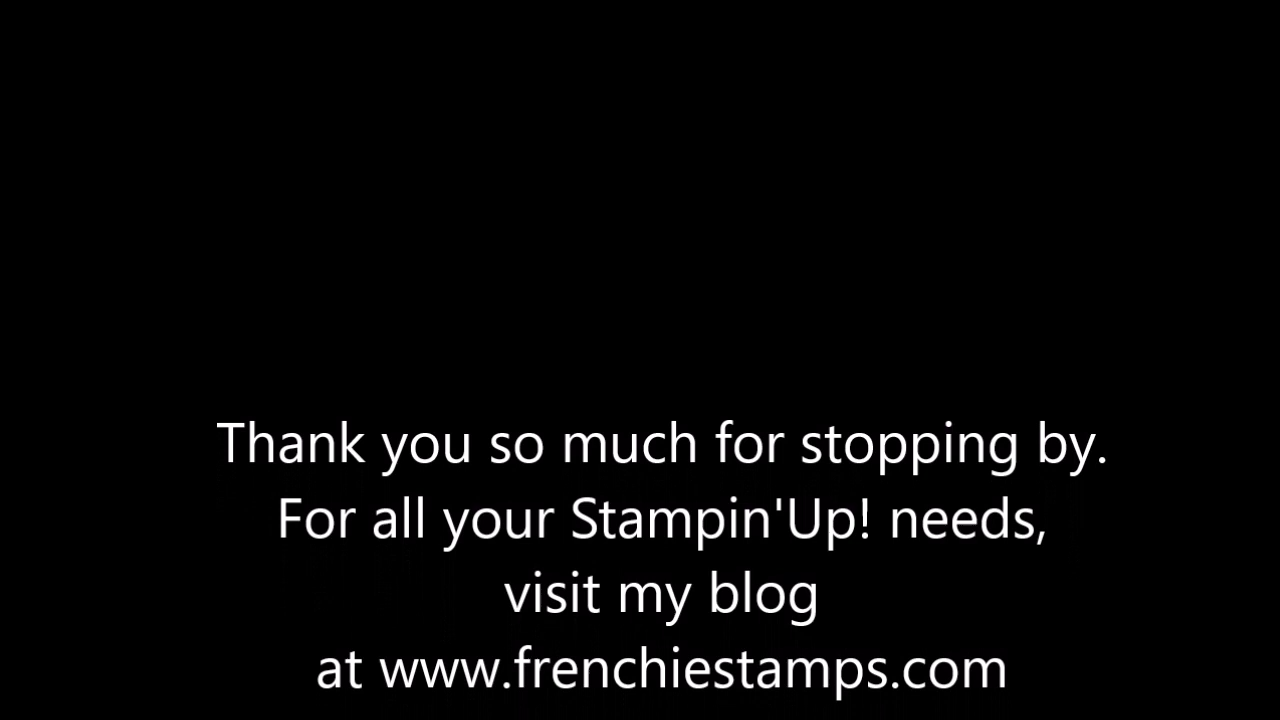 Thank you so much for stopping by.
For all your Stampin'Up! needs,
visit my blog
at www.frenchiestamps.com